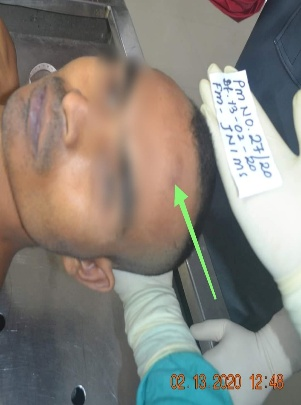 Pm NO. 27/20
Dt. 13-02-20
Fm - JNIMS
02.13.2020 12:48